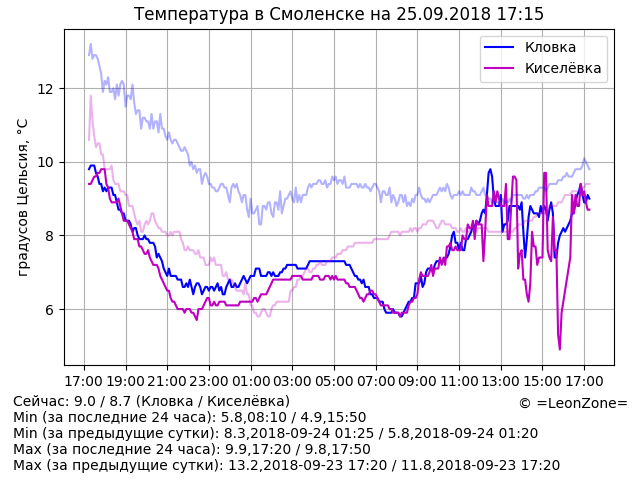 Температура в Смоленске на 25.09.2018 17:15
Кловка
Киселёвка
градусов Цельсия, °C
12
10
8
6
17:00 19:00 21:00 23:00 01:00 03:00 05:00 07:00 09:00 11:00 13:00 15:00 17:00
Сейчас: 9.0 / 8.7 (Кловка / Киселёвка)
© =LeonZone=
Min (за последние 24 часа): 5.8,08:10 / 4.9,15:50
Min (за предыдущие сутки): 8.3,2018-09-24 01:25 / 5.8,2018-09-24 01:20
Max (за последние 24 часа): 9.9,17:20 / 9.8,17:50
Max (за предыдущие сутки): 13.2,2018-09-23 17:20 / 11.8,2018-09-23 17:20